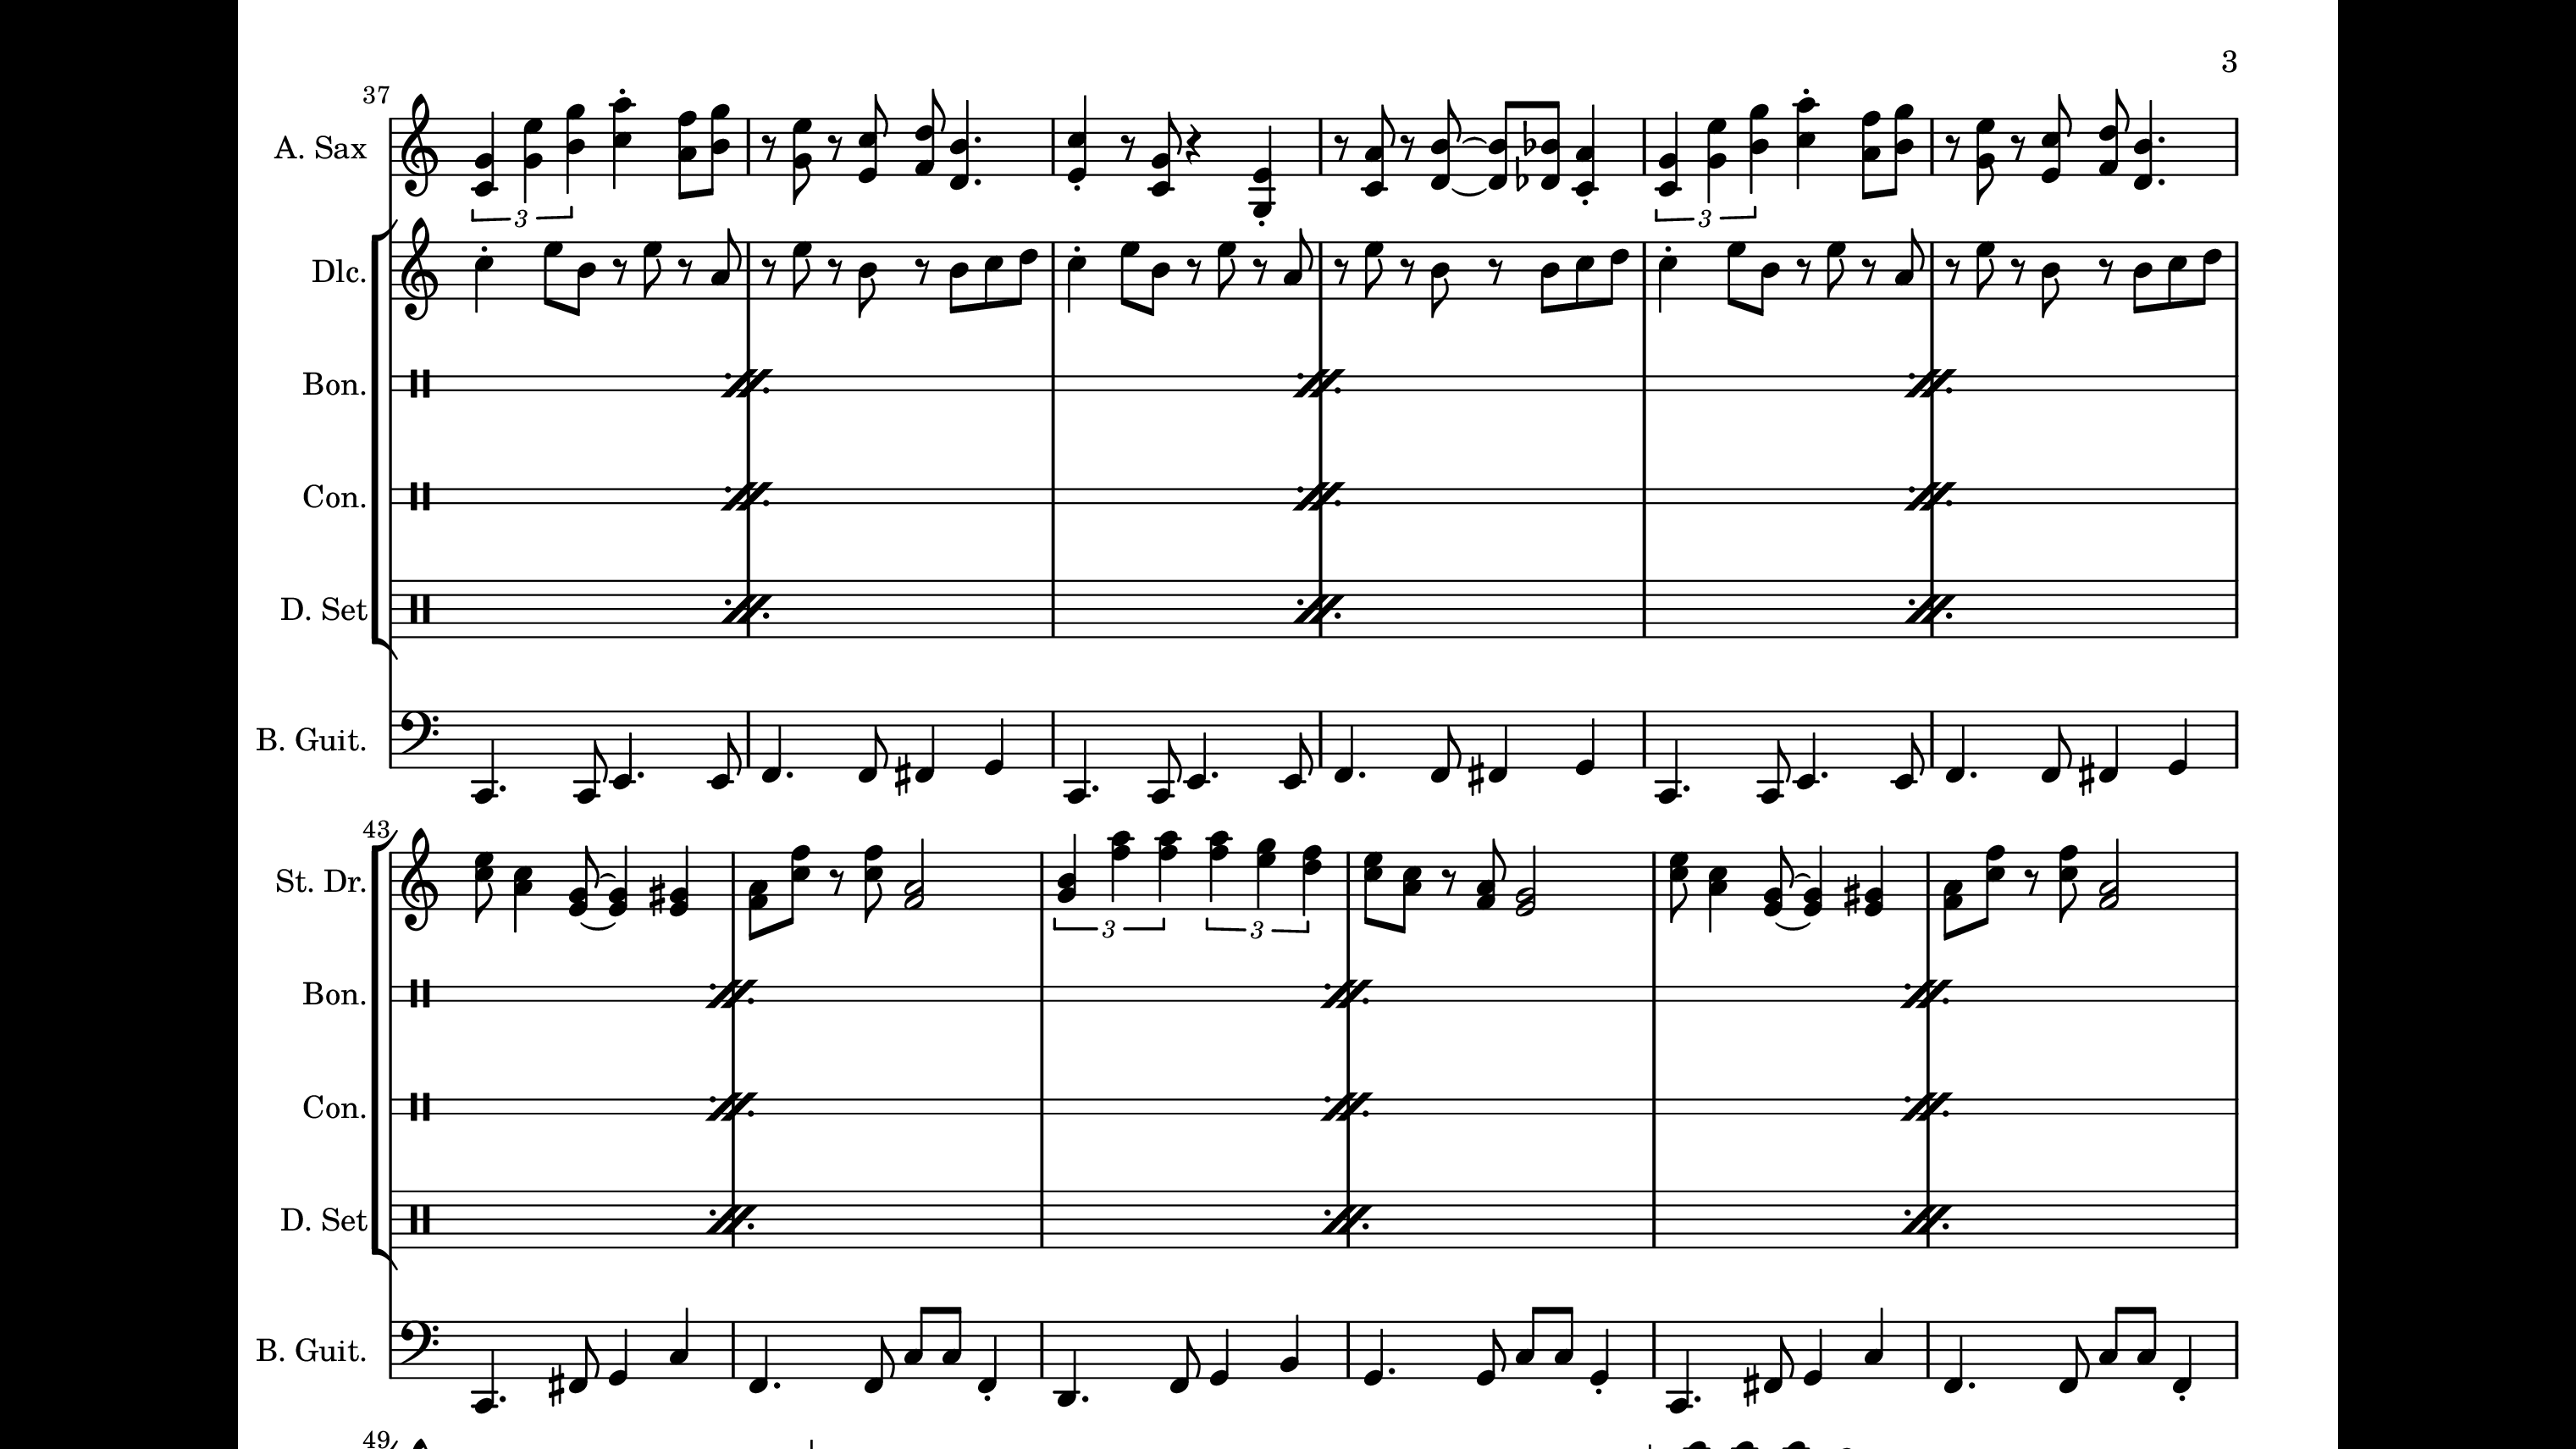 3
37
A. Sax
3
3
Dlc.
Bon.
Con.
D. Set
B. Guit.
43
St. Dr.
3
3
Bon.
Con.
D. Set
B. Guit.
49